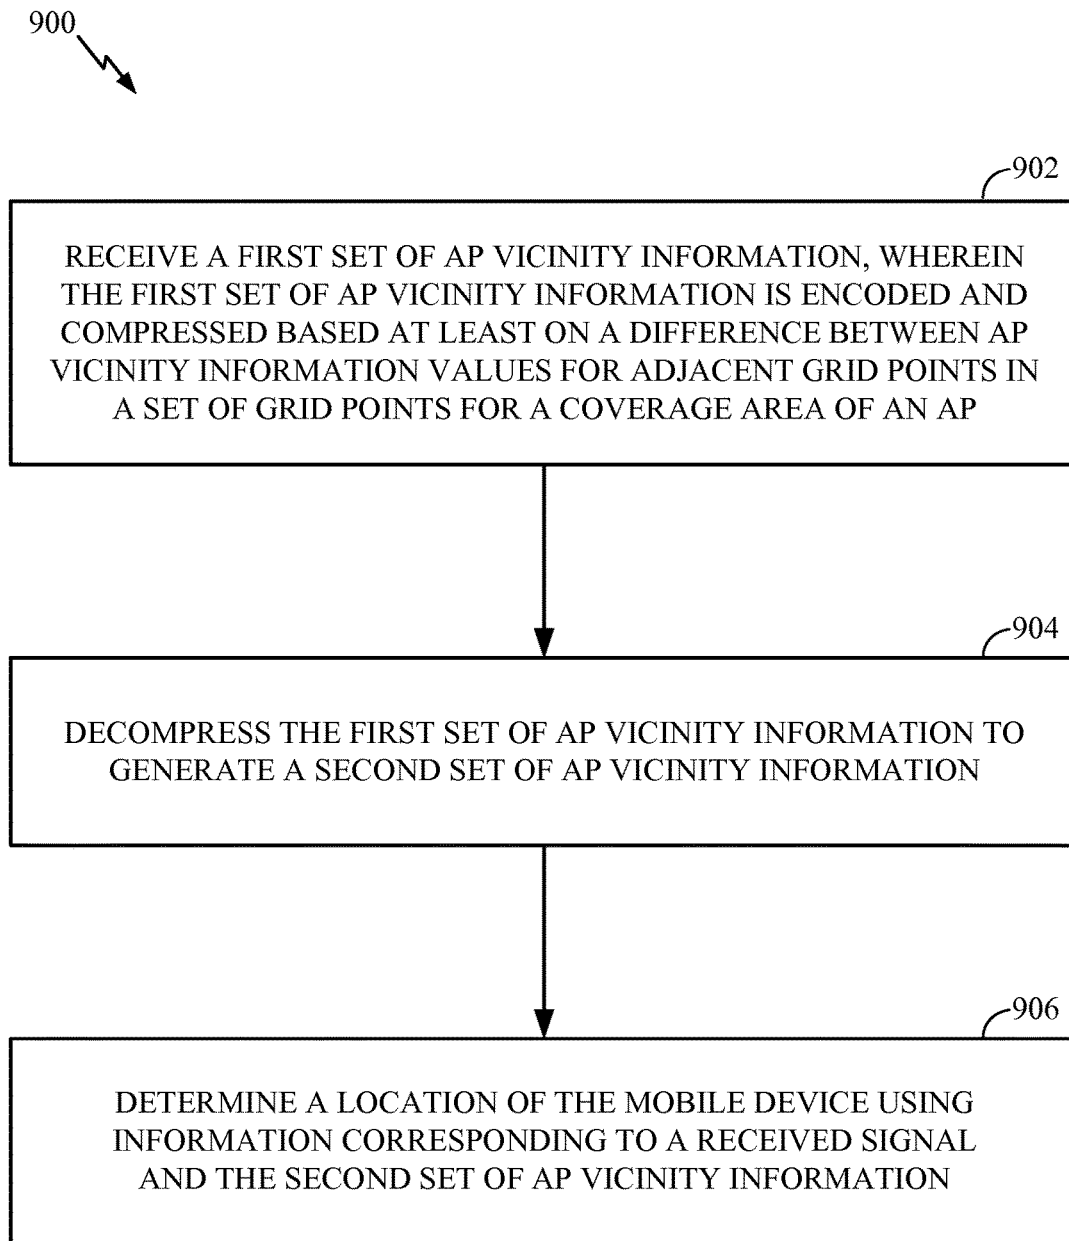 900
902
RECEIVE A FIRST SET OF AP VICINITY INFORMATION, WHEREIN
THE FIRST SET OF AP VICINITY INFORMATION IS ENCODED AND
COMPRESSED BASED AT LEAST ON A DIFFERENCE BETWEEN AP
VICINITY INFORMATION VALUES FOR ADJACENT GRID POINTS IN
A SET OF GRID POINTS FOR A COVERAGE AREA OF AN AP
904
DECOMPRESS THE FIRST SET OF AP VICINITY INFORMATION TO
GENERATE A SECOND SET OF AP VICINITY INFORMATION
906
DETERMINE A LOCATION OF THE MOBILE DEVICE USING
INFORMATION CORRESPONDING TO A RECEIVED SIGNAL
AND THE SECOND SET OF AP VICINITY INFORMATION